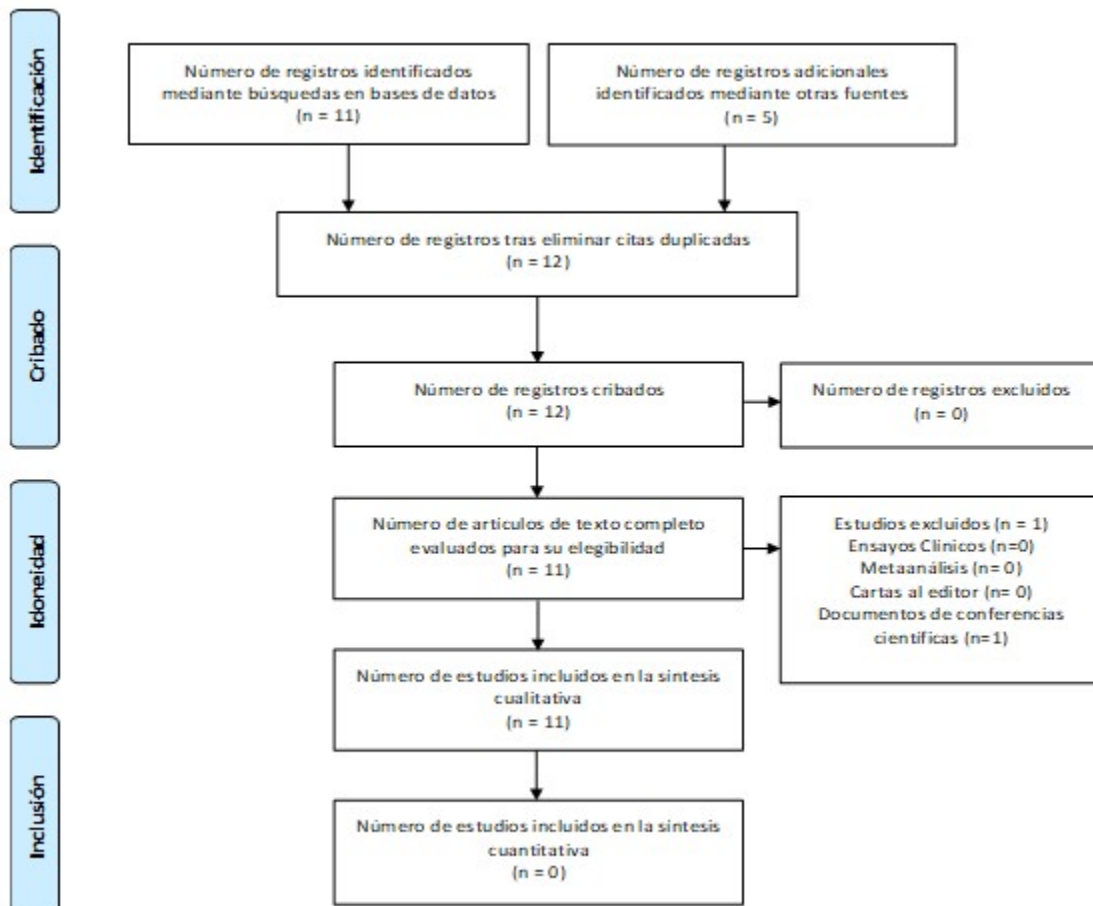 Identificación
Número de registros identificados
mediante búsquedas en bases de datos
(n = 11)
Número de registros adicionales
identificados mediante otras fuentes
(n = 5)
Número de registros tras eliminar citas duplicadas
(n = 12)
Cribado
Número de registros cribados
(n = 12)
Número de registros excluidos
(n = 0)
Idoneidad
Número de artículos de texto completo
evaluados para su elegibilidad
(n = 11)
Estudios excluidos (n = 1)
Ensayos Clínicos (n=0)
Metaanálisis (n= 0)
Cartas al editor (n= 0)
Documentos de conferencias
científicas (n=1)
Número de estudios incluidos en la síntesis
cualitativa
(n = 11)
Inclusión
Número de estudios incluidos en la síntesis
cuantitativa
(n = 0)